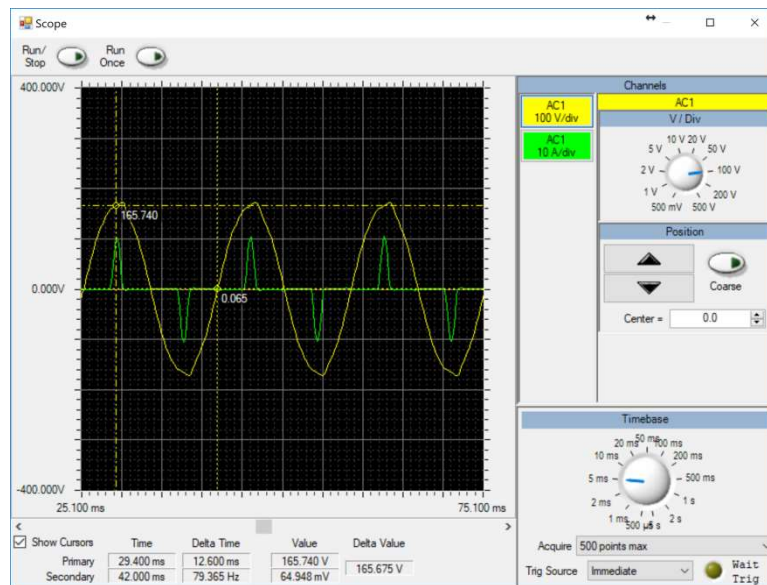 Scope
Run/
Stop
Run
Once
400.000V
0.000V
-400.000V
165.740
0.065
25.100 ms
75.100 ms
Show Cursors
Time
Delta Time
Value
Delta Value
Primary
29.400 ms
12.600 ms
165.740 V
165.675 V
Secondary
42.000 ms
79.365 Hz
64.948 mV
Channels
AC1
100 V/div
AC1
10 A/div
AC1
V / Div
10 V
20 V
5 V
50 V
2 V
100 V
1 V
200 V
500 mV
500 V
Position
Coarse
Center =
0.0
Timebase
50 ms
20 ms
100 ms
10 ms
200 ms
5 ms
500 ms
2 ms
1 s
1 ms
2 s
500 µs
5 s
Acquire
500 points max
Trig Source
Immediate
Wait
Trig